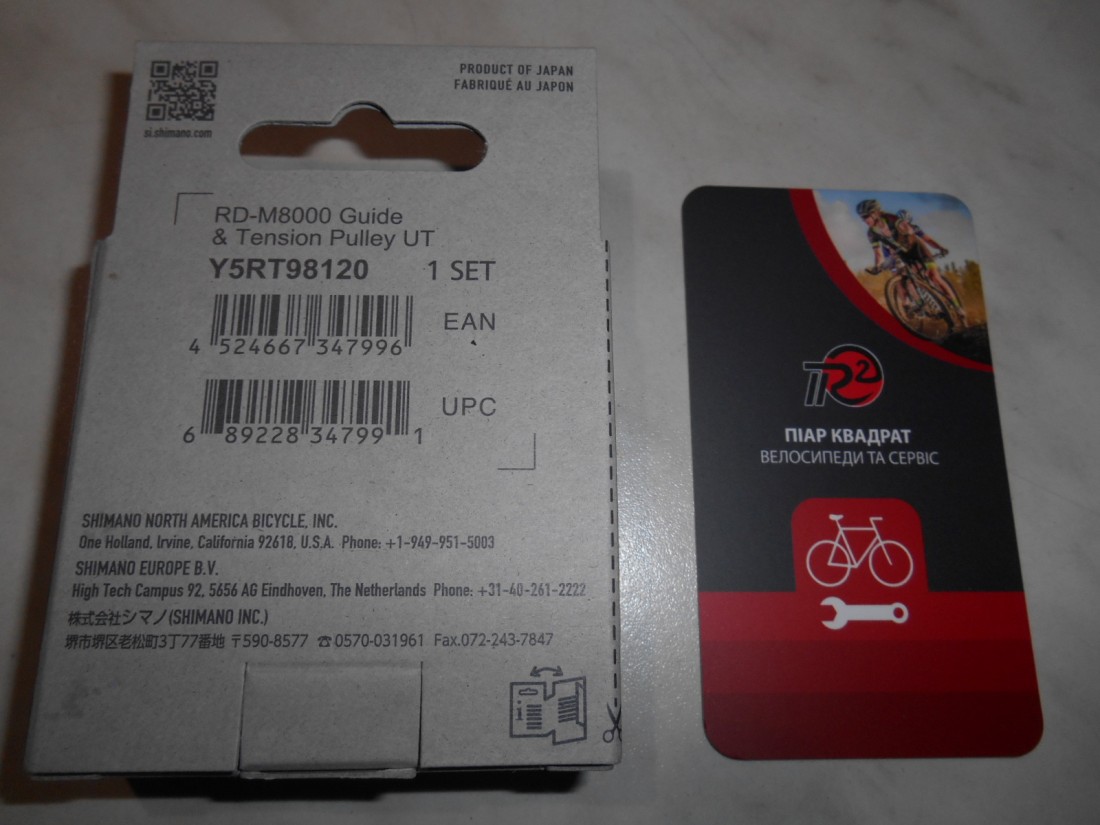 PRODUCT OF JAPAN
FABRIQUÉ AU JAPON
si.shimano.com
RD-M8000 Guide
& Tension Pulley UT
Y5RT98120 1 SET
EAN
4 524667 347996
UPC
6 89228 34799 1
SHIMANO NORTH AMERICA BICYCLE, INC.
One Holland, Irvine, California 92618, U.S.A. Phone: +1-949-951-5003
SHIMANO EUROPE B.V.
High Tech Campus 92, 5656 AG Eindhoven, The Netherlands Phone: +31-40-261-2222
株式会社シマノ(SHIMANO INC.)
堺市堺区老松町3丁77番地 〒590-8577 ☎0570-031961 Fax.072-243-7847
ПR2
ПІАР КВАДРАТ
ВЕЛОСИПЕДИ ТА СЕРВІС